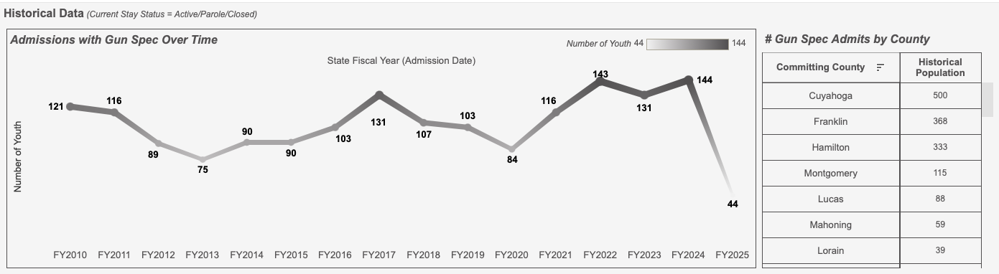 Historical Data (Current Stay Status = Active/Parole/Closed)
Admissions with Gun Spec Over Time
Number of Youth 44 144
State Fiscal Year (Admission Date)
Number of Youth
121
116
89
75
90
90
103
131
107
103
84
116
143
131
144
44
FY2010 FY2011 FY2012 FY2013 FY2014 FY2015 FY2016 FY2017 FY2018 FY2019 FY2020 FY2021 FY2022 FY2023 FY2024 FY2025
# Gun Spec Admits by County
Committing County Historical
Population
Cuyahoga 500
Franklin 368
Hamilton 333
Montgomery 115
Lucas 88
Mahoning 59
Lorain 39